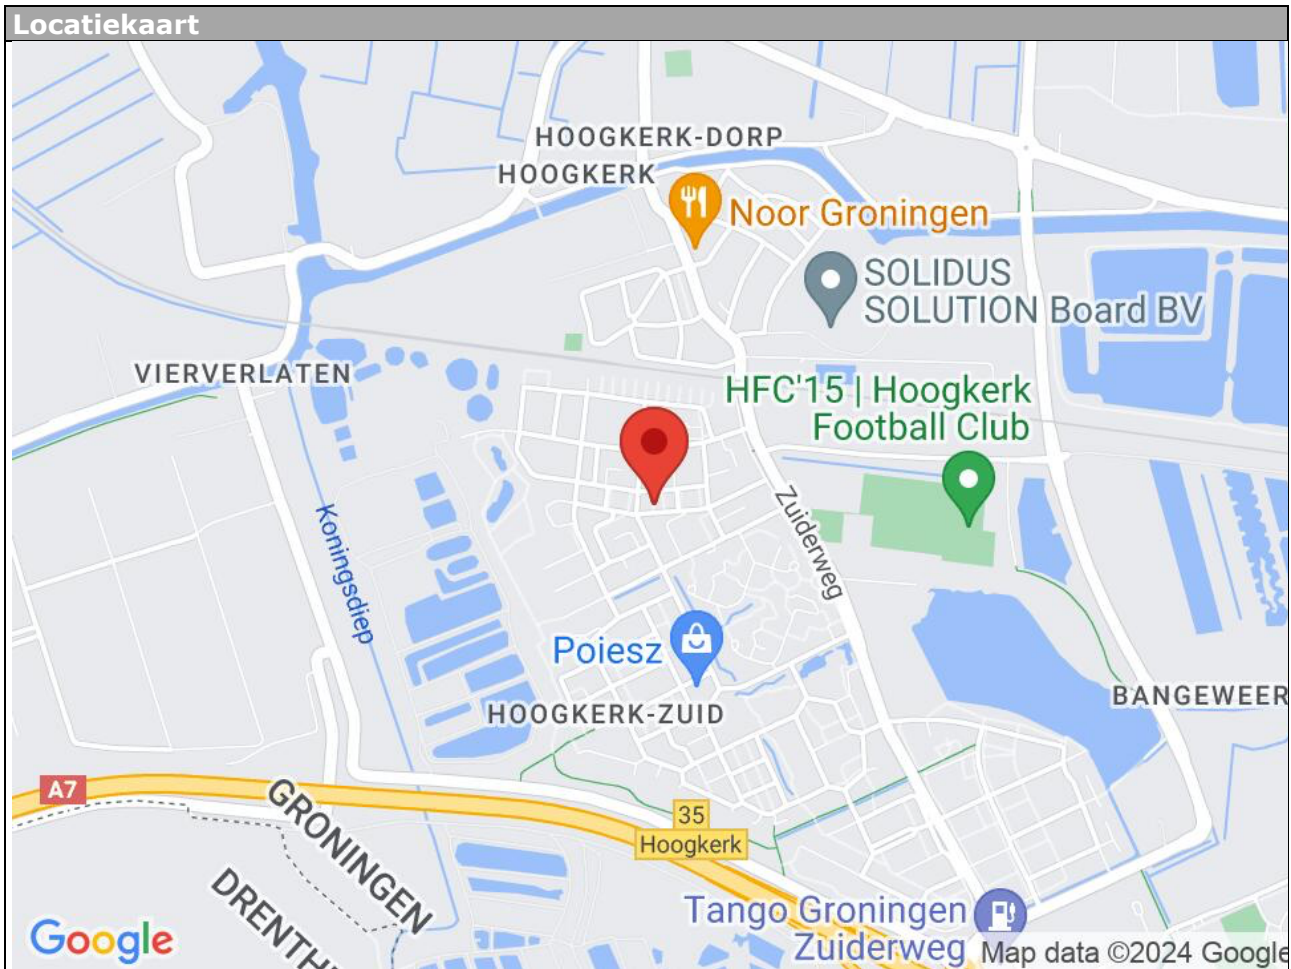 Locatiekaart
HOOGKERK-DORP
HOOGKERK
Noor Groningen
SOLIDUS
SOLUTION Board BV
VIERVERLATEN
HFC'15 | Hoogkerk
Football Club
Zuiderweg
Koningsdiep
Poiesz
BANGEWEER
HOOGKERK-ZUID
A7
GRONINGEN
35
Hoogkerk
DRENTH
Tango Groningen
Zuiderweg
Google
Map data ©2024 Google